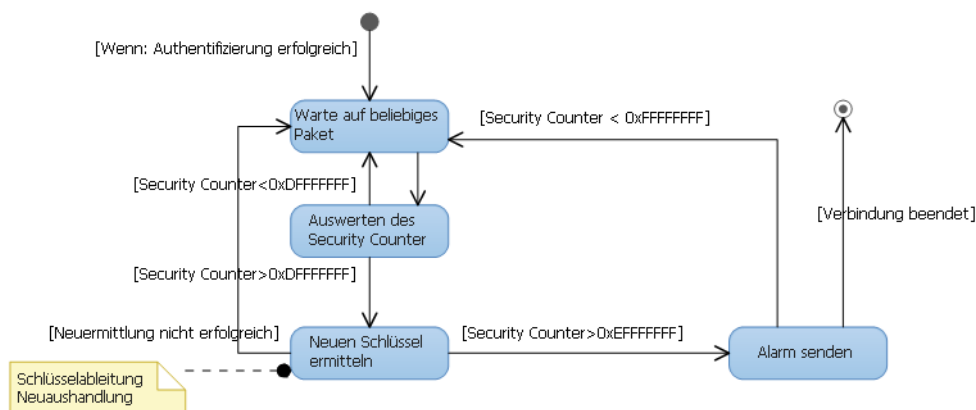 [Wenn: Authentifizierung erfolgreich]
Warte auf beliebiges
Paket
[Security Counter < 0xFFFFFFFF]
[Security Counter<0xDFFFFFFF]
Auswerten des
Security Counter
[Verbindung beendet]
[Security Counter>0xDFFFFFFF]
[Neuermittlung nicht erfolgreich]
Neuen Schlüssel
ermitteln
[Security Counter>0xEFFFFFFF]
Alarm senden
Schlüsselableitung
Neuaushandlung